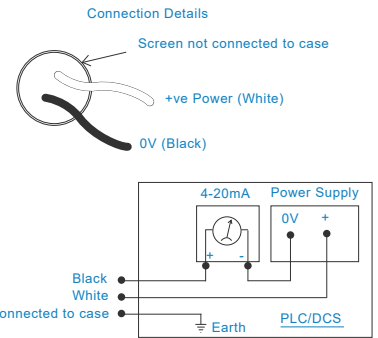 Connection Details
Screen not connected to case
+ve Power (White)
0V (Black)
4-20mA Power Supply
0V +
+ -
Black
White
connected to case
Earth
PLC/DCS